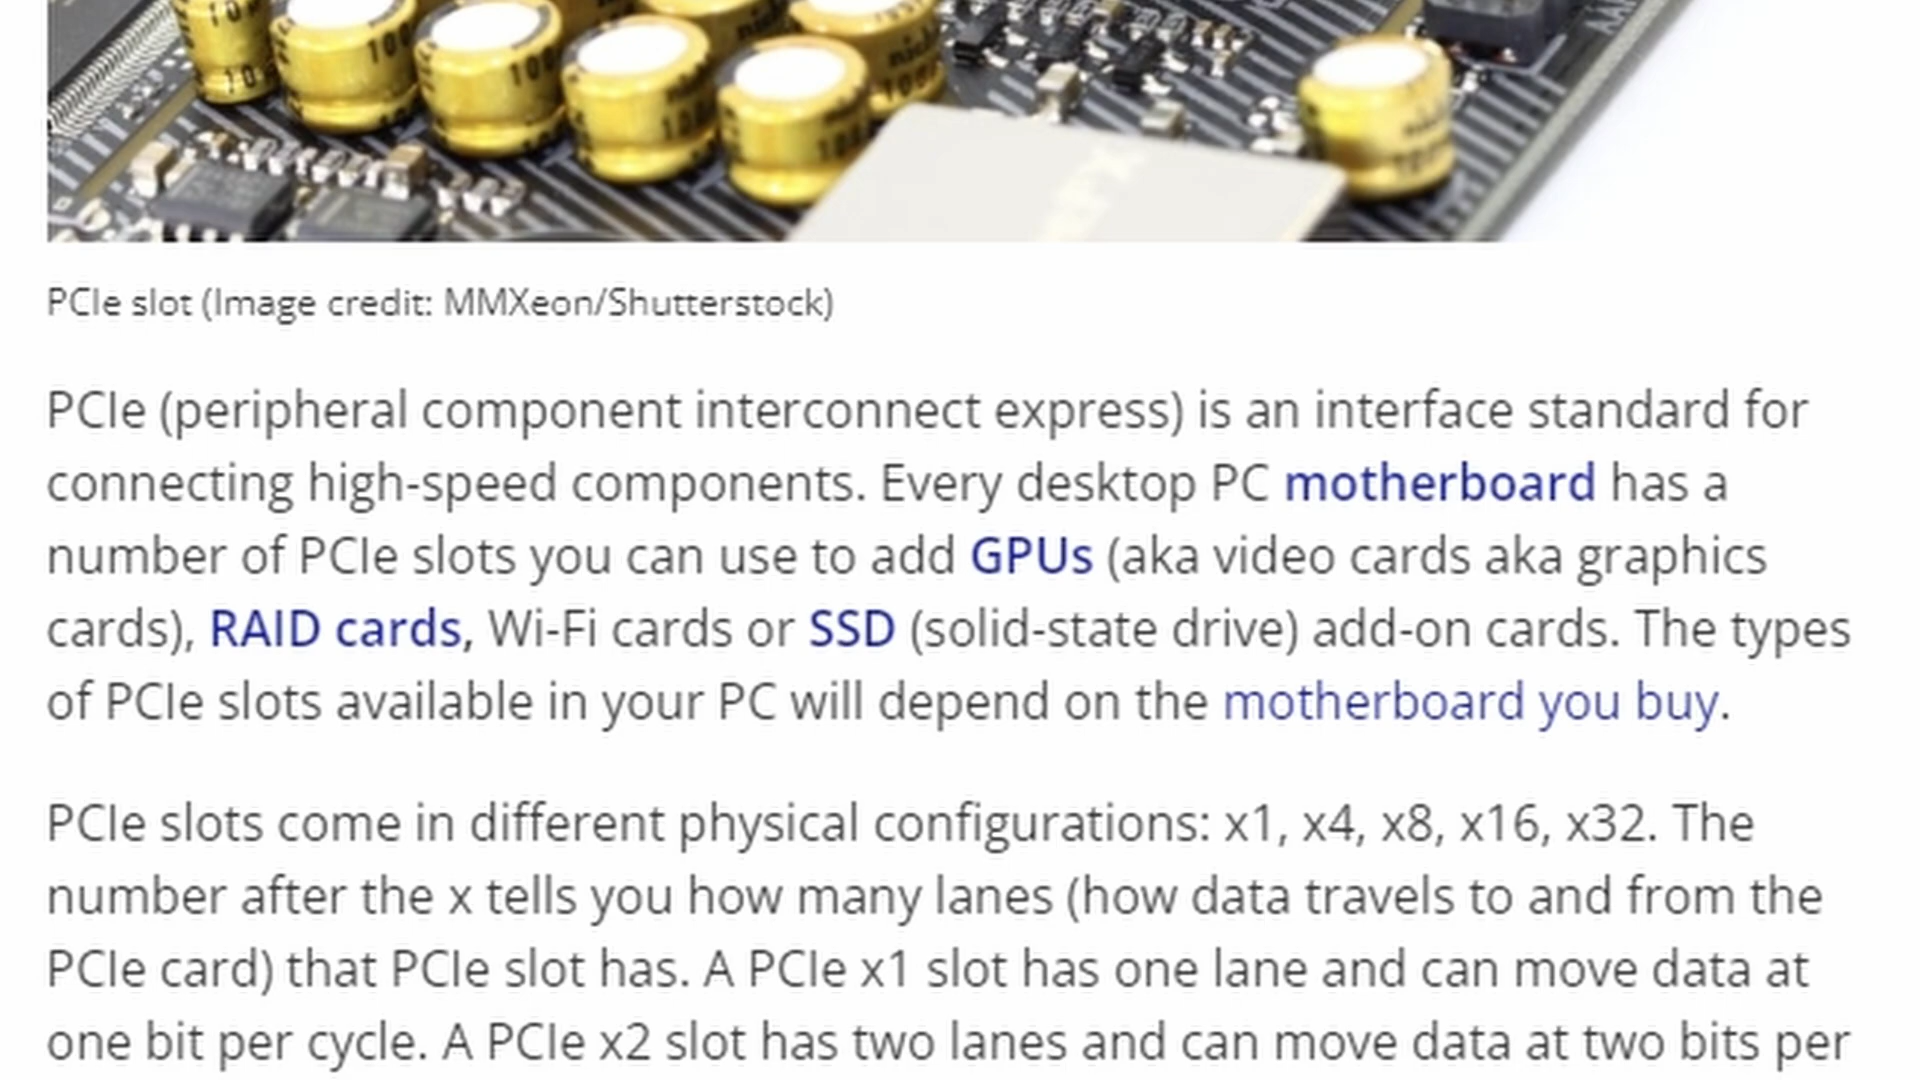 PCIe slot (Image credit: MMXeon/Shutterstock)
PCIe (peripheral component interconnect express) is an interface standard for
connecting high-speed components. Every desktop PC motherboard has a
number of PCIe slots you can use to add GPUs (aka video cards aka graphics
cards), RAID cards, Wi-Fi cards or SSD (solid-state drive) add-on cards. The types
of PCIe slots available in your PC will depend on the motherboard you buy.
PCIe slots come in different physical configurations: x1, x4, x8, x16, x32. The
number after the x tells you how many lanes (how data travels to and from the
PCIe card) that PCIe slot has. A PCIe x1 slot has one lane and can move data at
one bit per cycle. A PCIe x2 slot has two lanes and can move data at two bits per